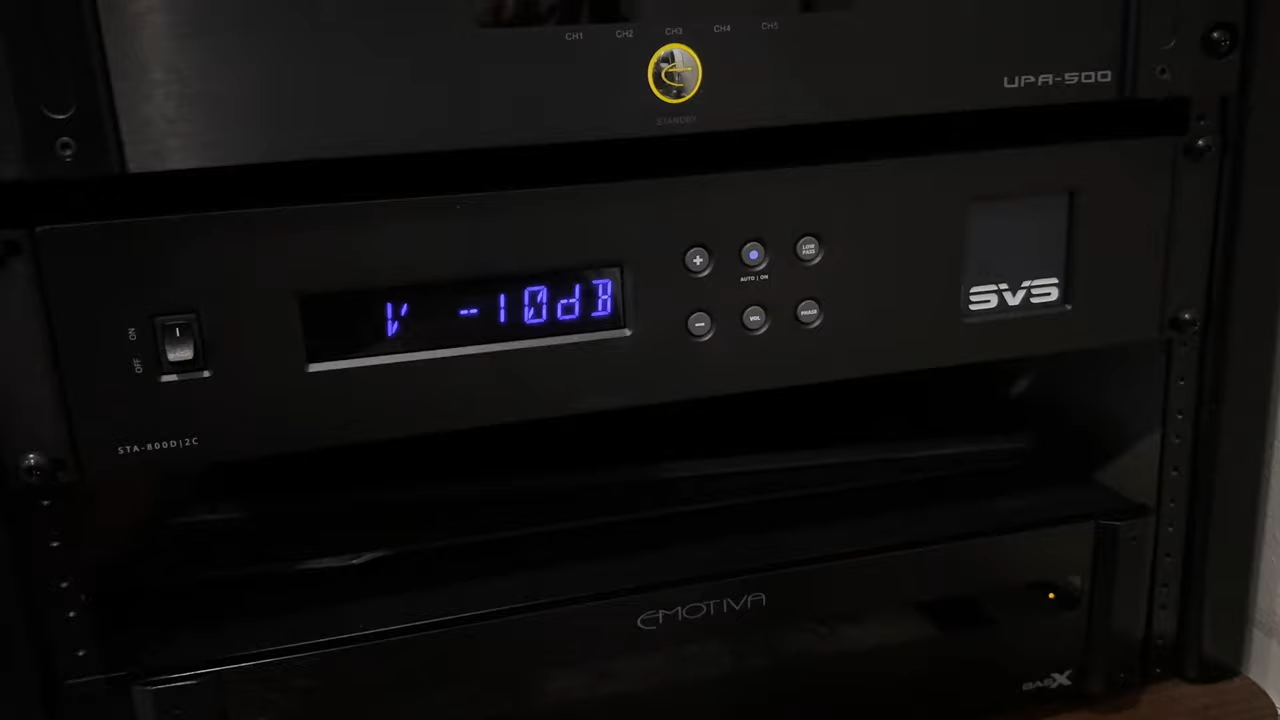 CH1 CH2 CH3 CH4 CH5
UPA-500
STANDBY
ON
OFF
V -10dB
+
AUTO | ON
LOW PASS
-
VOL
PHASE
SVS
STA-800D|2C
EMOTIVA
BASX